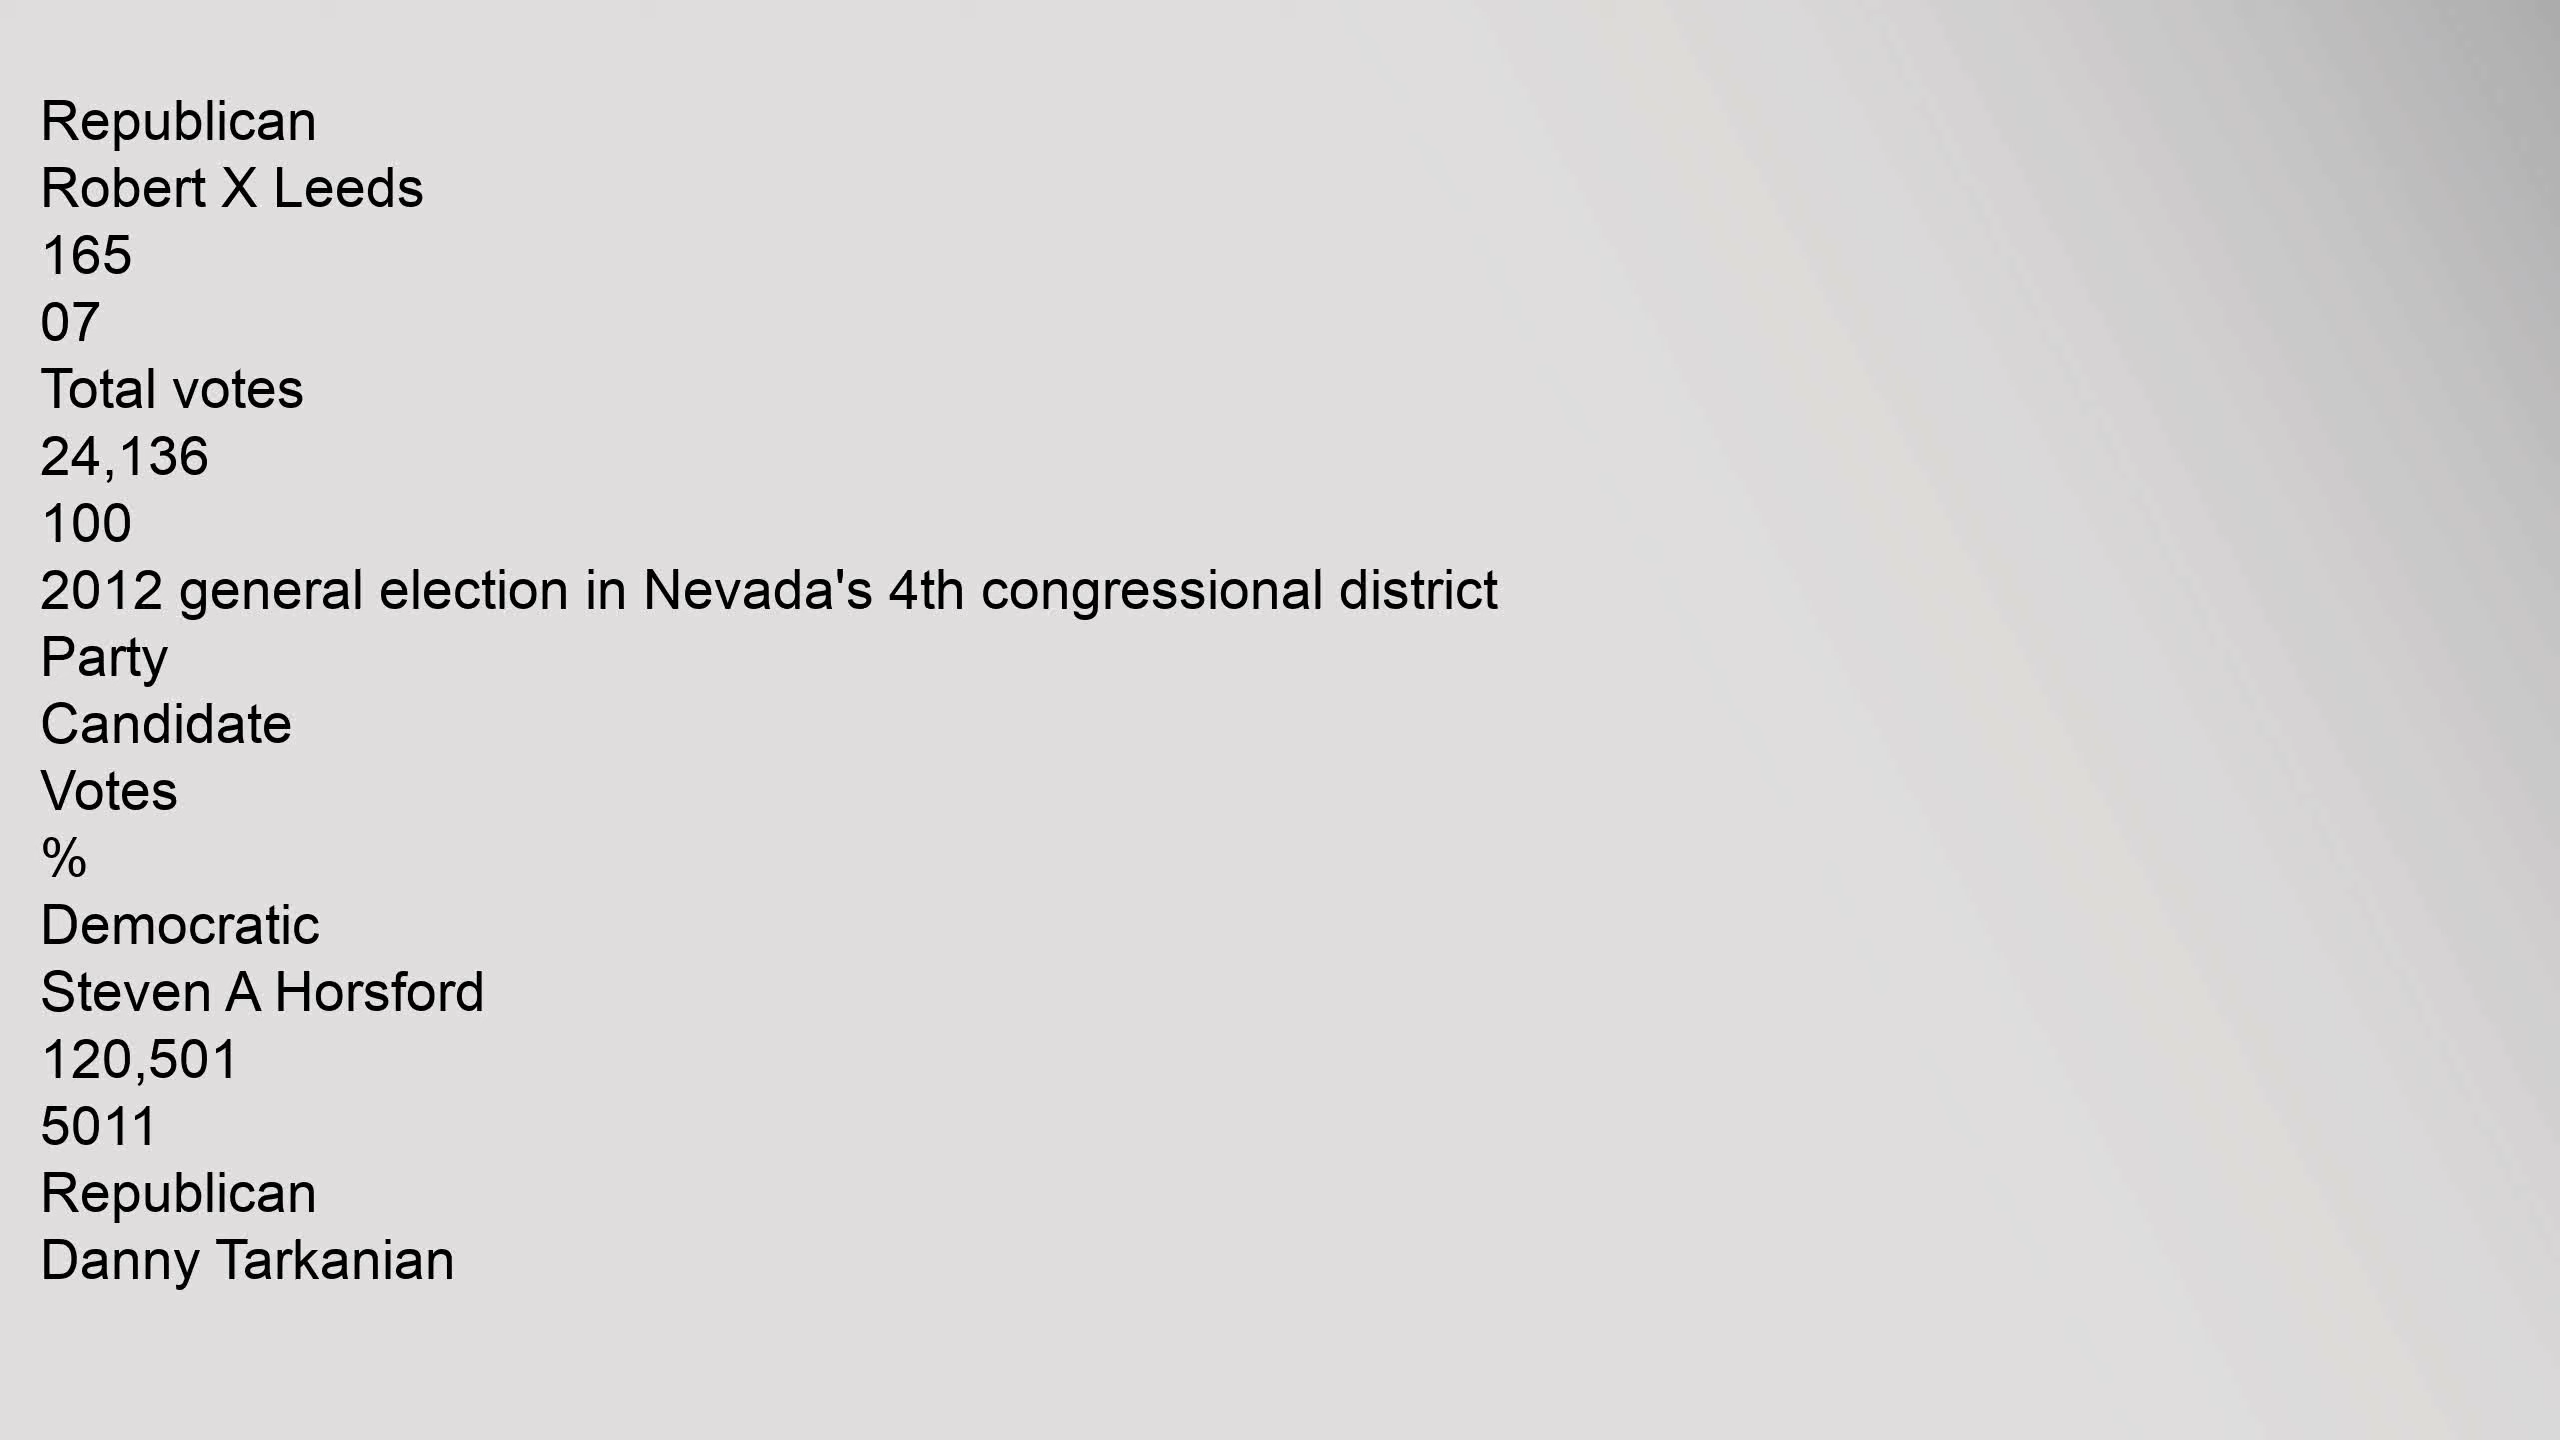 Republican
Robert X Leeds
165
07
Total votes
24,136
100
2012 general election in Nevada's 4th congressional district
Party
Candidate
Votes
%
Democratic
Steven A Horsford
120,501
5011
Republican
Danny Tarkanian